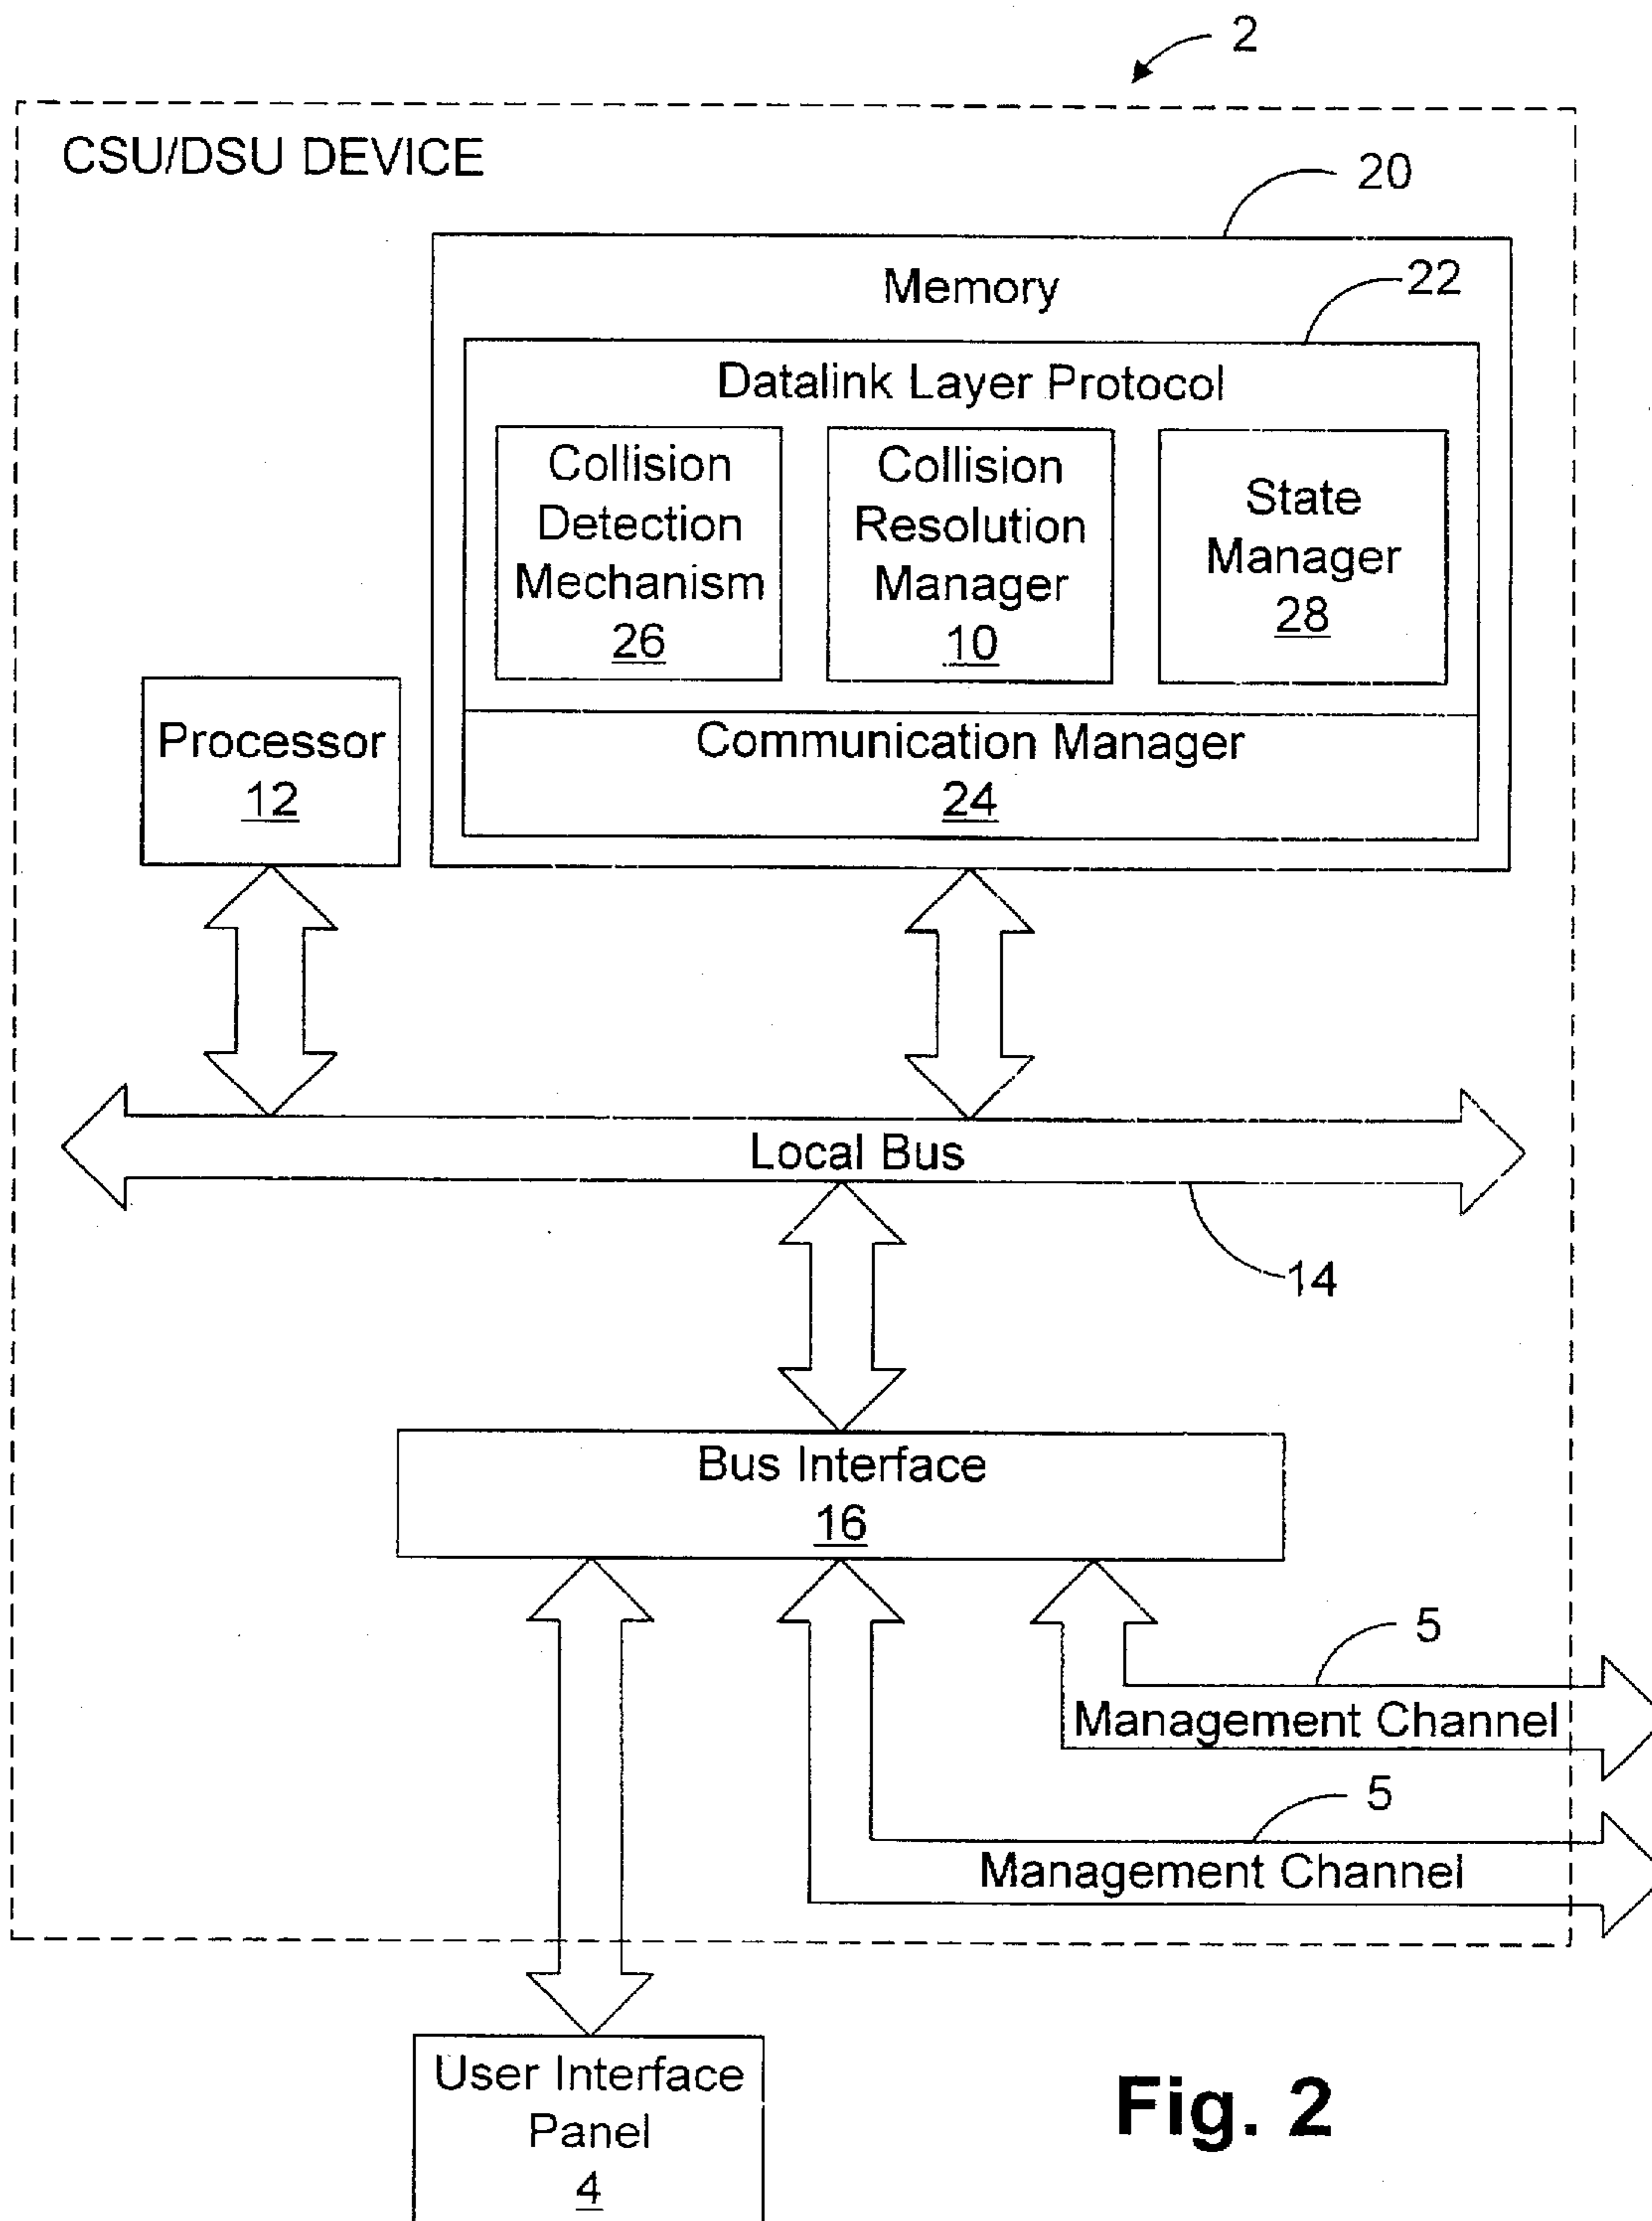 2
CSU/DSU DEVICE
20
Memory
22
Datalink Layer Protocol
Collision
Detection
Mechanism
26
Collision
Resolution
Manager
10
State
Manager
28
Processor
12
Communication Manager
24
Local Bus
14
Bus Interface
16
5
Management Channel
5
Management Channel
User Interface
Panel
4
Fig. 2